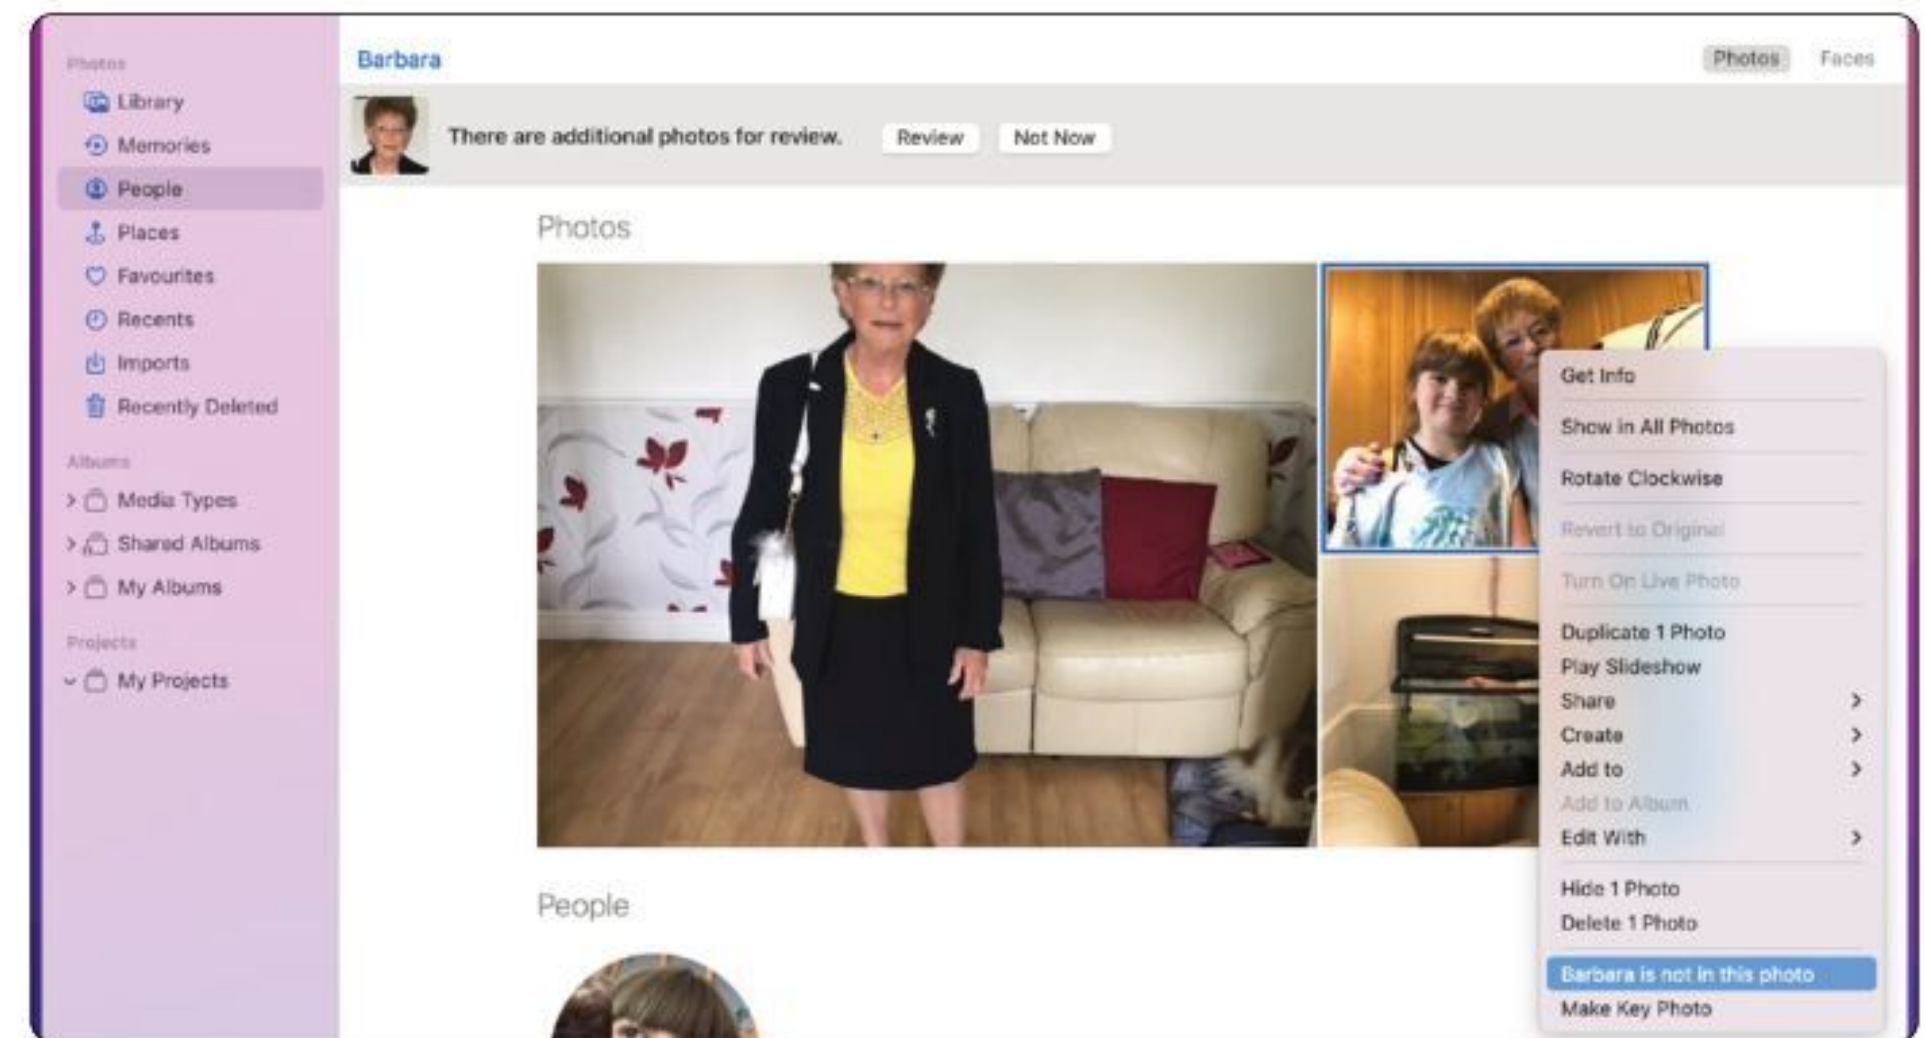 Photos
Library
Memories
People
Places
Favourites
Recents
Imports
Recently Deleted
Albums
Media Types
Shared Albums
My Albums
Projects
My Projects
Barbara
Photos Faces
There are additional photos for review. Review Not Now
Photos
People
Get Info
Show in All Photos
Rotate Clockwise
Revert to Original
Turn On Live Photo
Duplicate 1 Photo
Play Slideshow
Share
Create
Add to
Add to Album
Edit With
Hide 1 Photo
Delete 1 Photo
Barbara is not in this photo
Make Key Photo